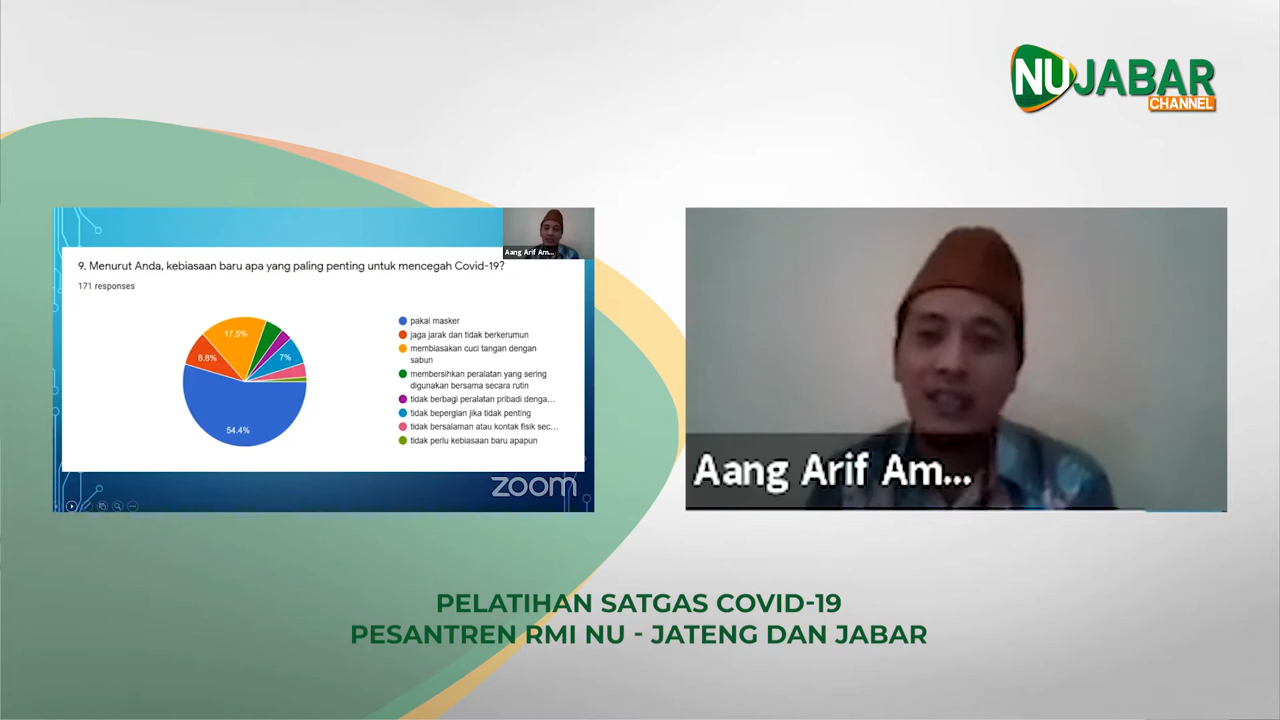 NU JABAR
CHANNEL
Aang Arif Am...
9. Menurut Anda, kebiasaan baru apa yang paling penting untuk mencegah Covid-19?
171 responses
17.5%
8.8%
7%
54.4%
pakai masker
jaga jarak dan tidak berkerumun
membiasakan cuci tangan dengan
sabun
membersihkan peralatan yang sering
digunakan bersama secara rutin
tidak berbagi peralatan pribadi denga...
tidak bepergian jika tidak penting
tidak bersalaman atau kontak fisik sec...
tidak perlu kebiasaan baru apapun
zoom
Aang Arif Am...
PELATIHAN SATGAS COVID-19
PESANTREN RMI NU - JATENG DAN JABAR